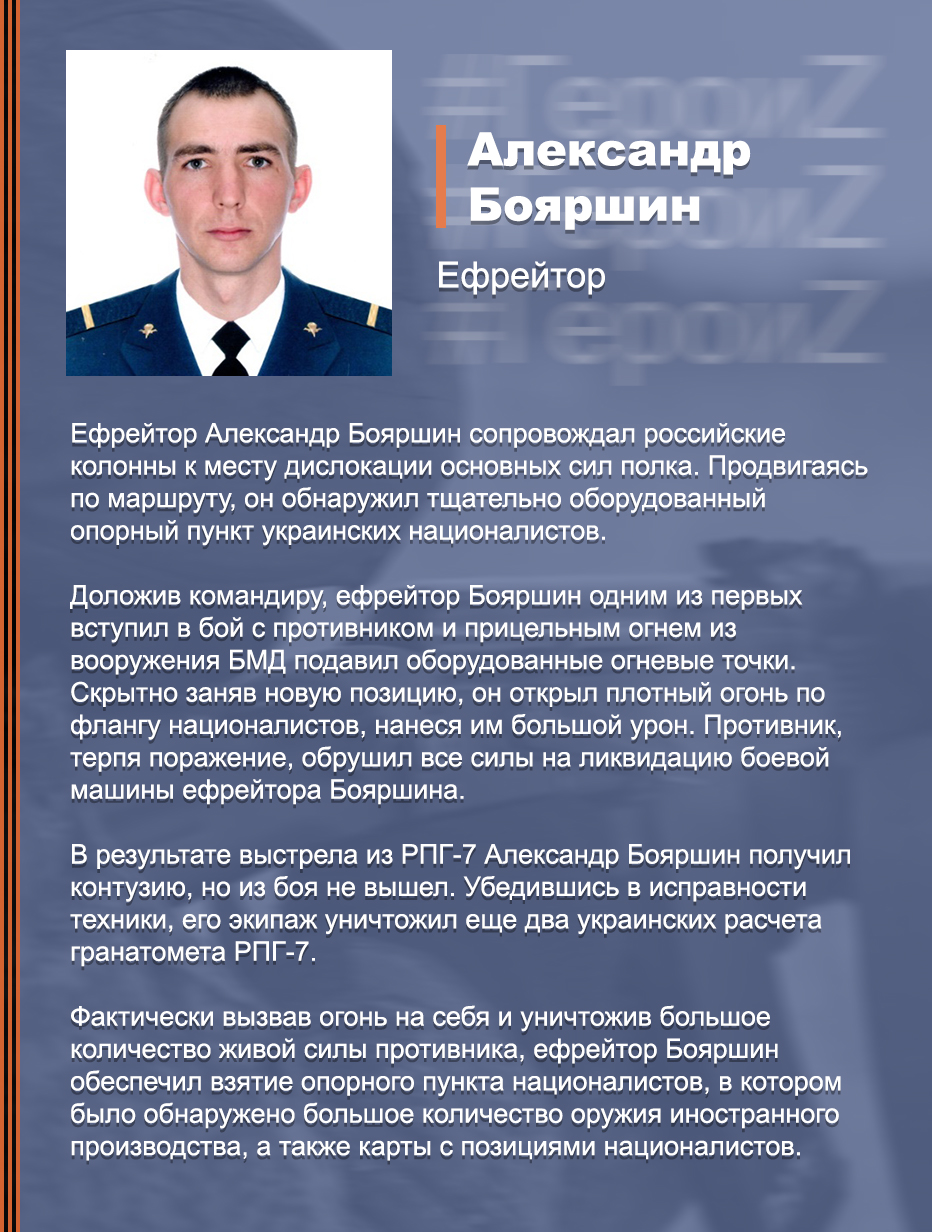 #ГероиZ
Александр
#ГероиZ
Бояршин
Ефрейтор
#ГероиZ
Ефрейтор Александр Бояршин сопровождал российские
колонны к месту дислокации основных сил полка. Продвигаясь
по маршруту, он обнаружил тщательно оборудованный
опорный пункт украинских националистов.
Доложив командиру, ефрейтор Бояршин одним из первых
вступил в бой с противником и прицельным огнем из
вооружения БМД подавил оборудованные огневые точки.
Скрытно заняв новую позицию, он открыл плотный огонь по
флангу националистов, нанеся им большой урон. Противник,
терпя поражение, обрушил все силы на ликвидацию боевой
машины ефрейтора Бояршина.
В результате выстрела из РПГ-7 Александр Бояршин получил
контузию, но из боя не вышел. Убедившись в исправности
техники, его экипаж уничтожил еще два украинских расчета
гранатомета РПГ-7.
Фактически вызвав огонь на себя и уничтожив большое
количество живой силы противника, ефрейтор Бояршин
обеспечил взятие опорного пункта националистов, в котором
было обнаружено большое количество оружия иностранного
производства, а также карты с позициями националистов.